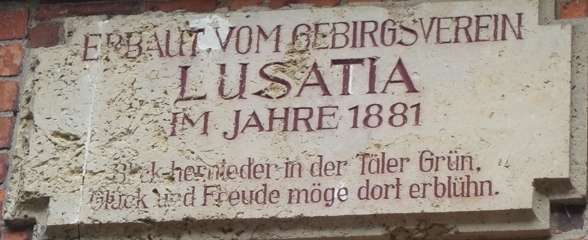 ERBAUT VOM GEBIRGSVEREIN
LUSATIA
IM JAHRE 1881
Blick hernieder in der Täler Grün,
Glück und Freude möge dort erblühn.